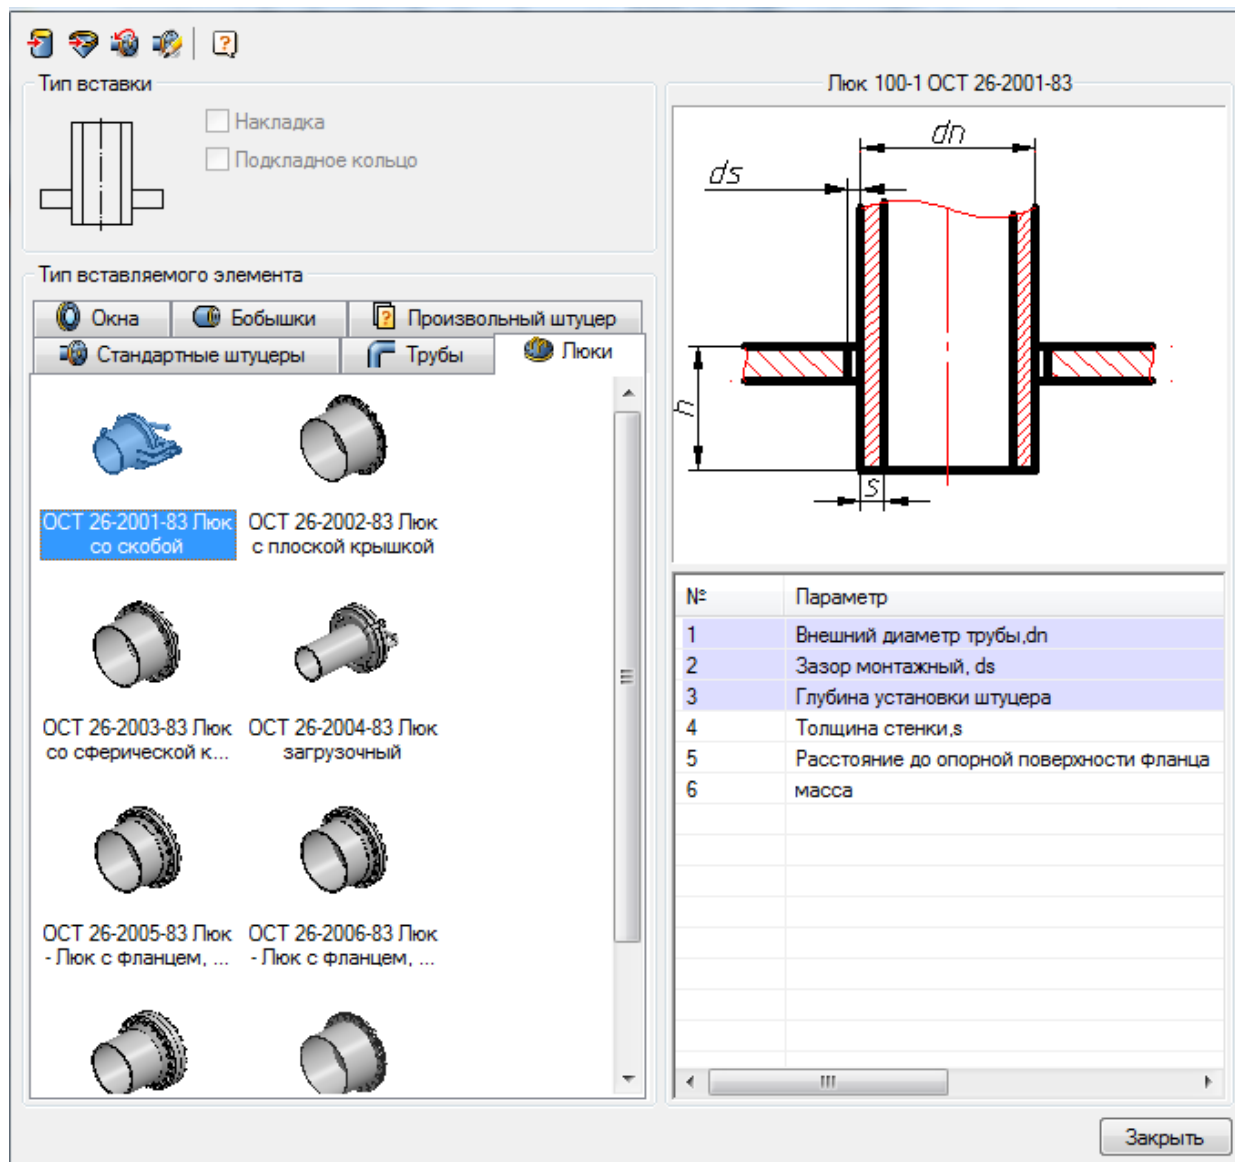 Тип вставки
Накладка
Подкладное кольцо
Тип вставляемого элемента
Окна
Бобышки
Произвольный штуцер
Стандартные штуцеры
Трубы
Люки
ОСТ 26-2001-83 Люк
со скобой
ОСТ 26-2002-83 Люк
с плоской крышкой
ОСТ 26-2003-83 Люк
со сферической к...
ОСТ 26-2004-83 Люк
загрузочный
ОСТ 26-2005-83 Люк
- Люк с фланцем, ...
ОСТ 26-2006-83 Люк
- Люк с фланцем, ...
Люк 100-1 ОСТ 26-2001-83
dn
ds
h
s
№ Параметр
1 Внешний диаметр трубы,dn
2 Зазор монтажный, ds
3 Глубина установки штуцера
4 Толщина стенки,s
5 Расстояние до опорной поверхности фланца
6 масса
Закрыть